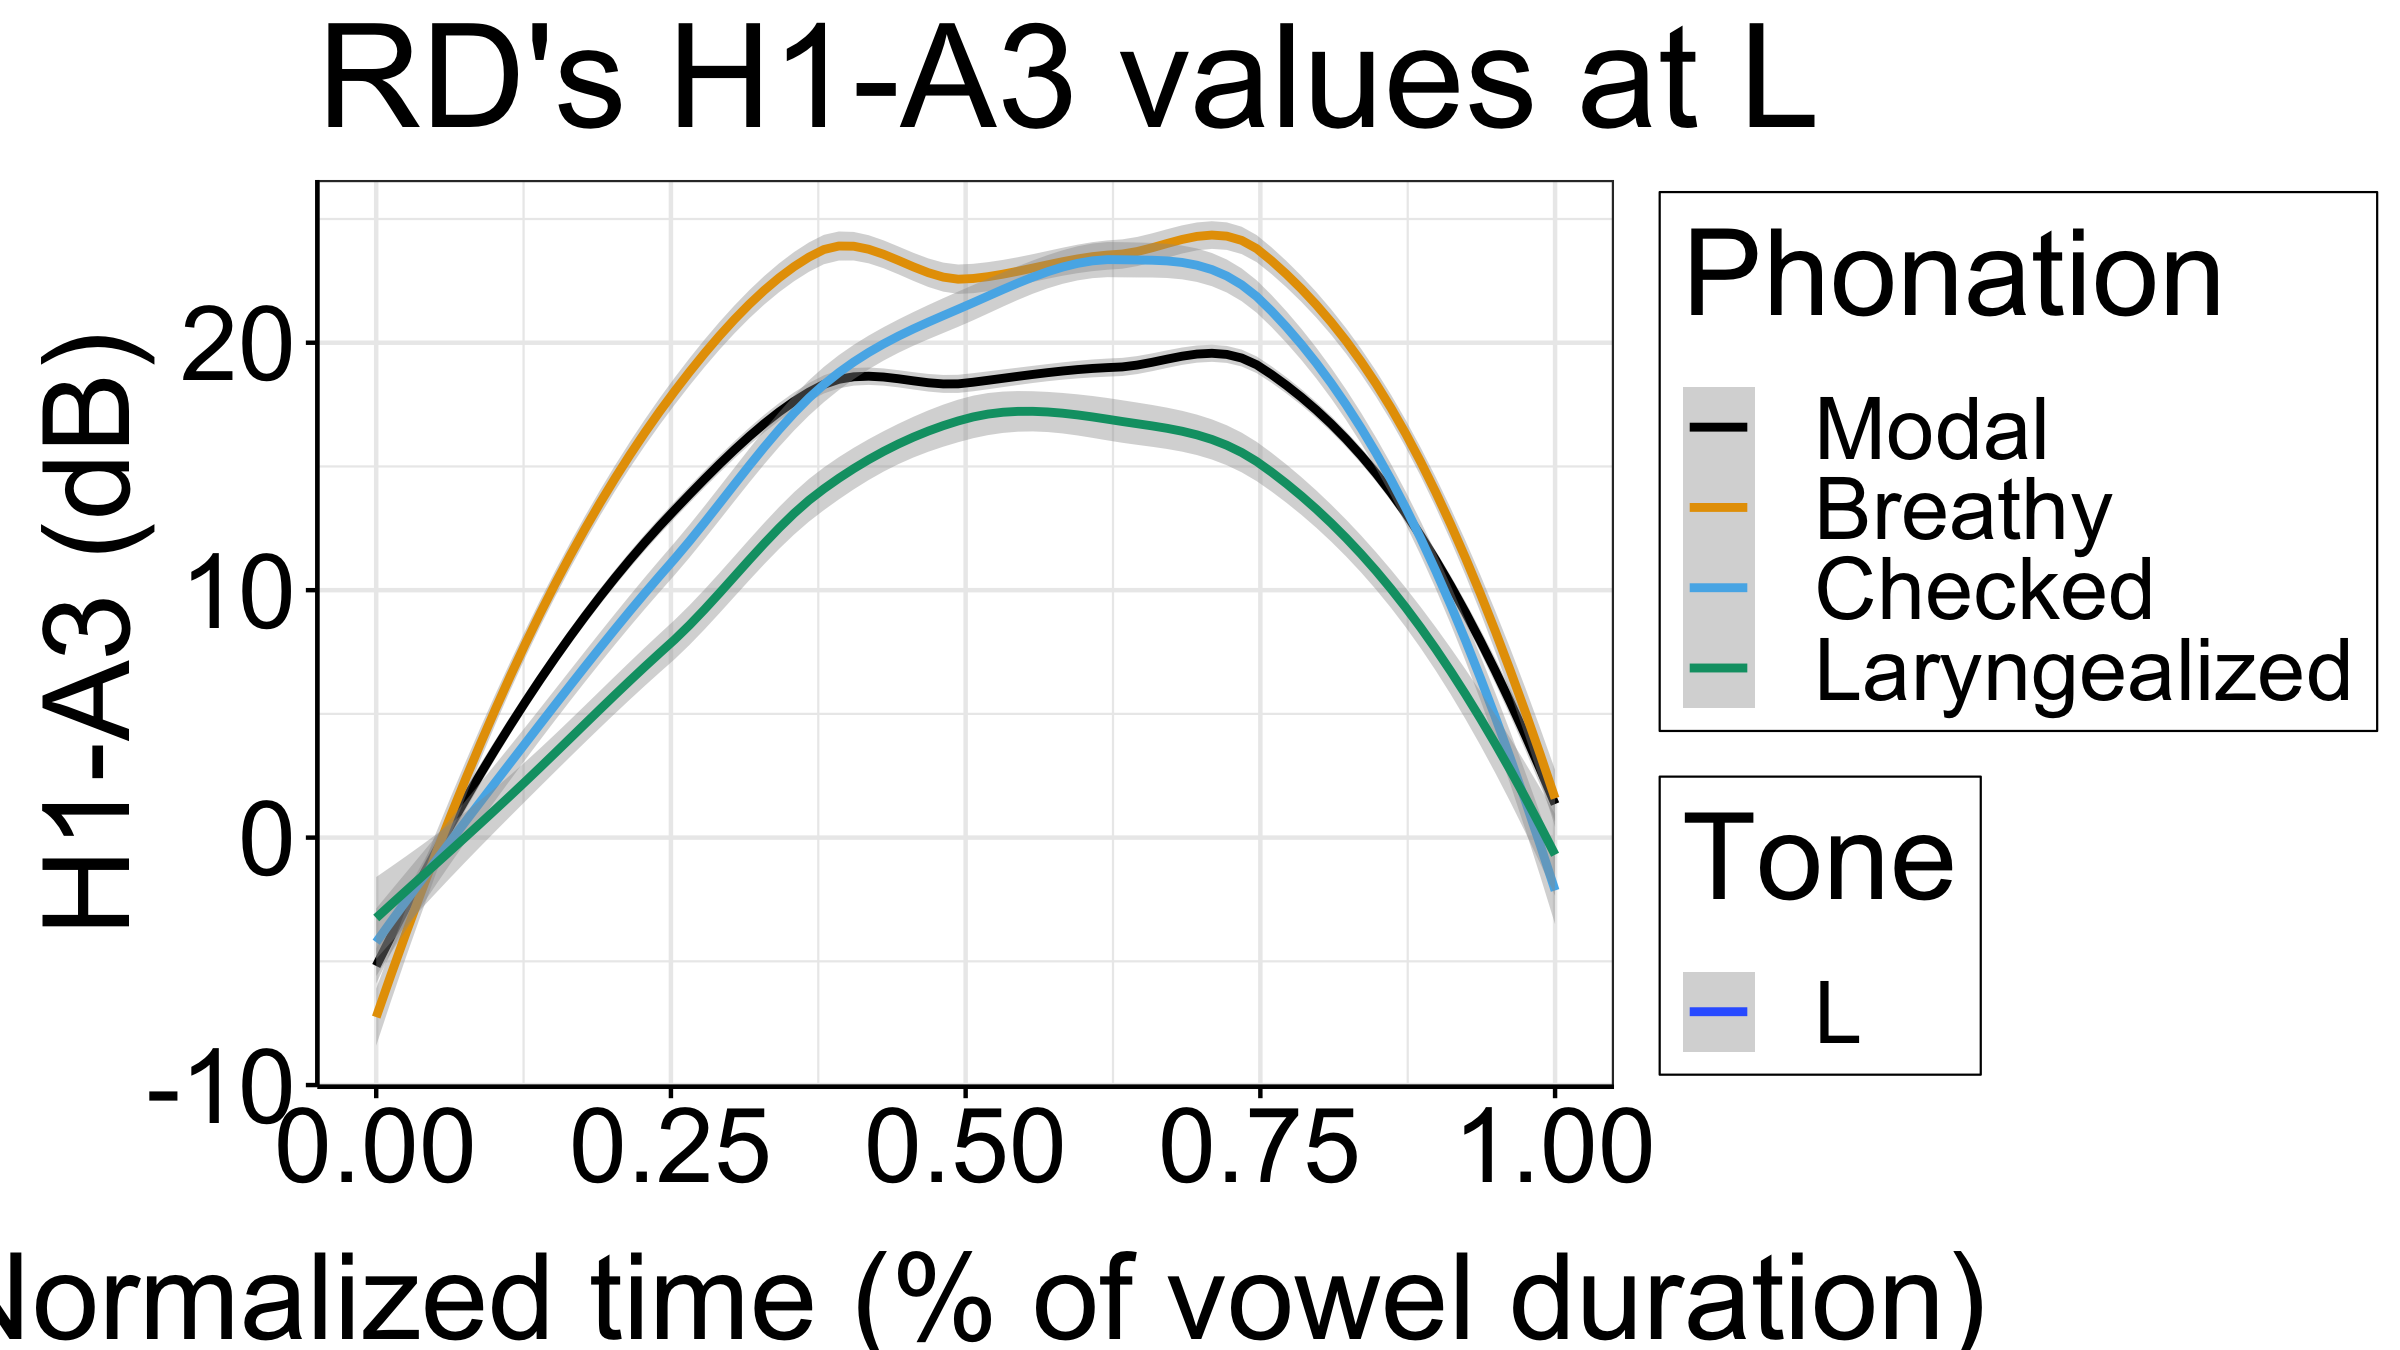 RD's H1-A3 values at L
H1-A3 (dB)
20
10
0
-10
0.00 0.25 0.50 0.75 1.00
Normalized time (% of vowel duration)
Phonation
Modal
Breathy
Checked
Laryngealized
Tone
L